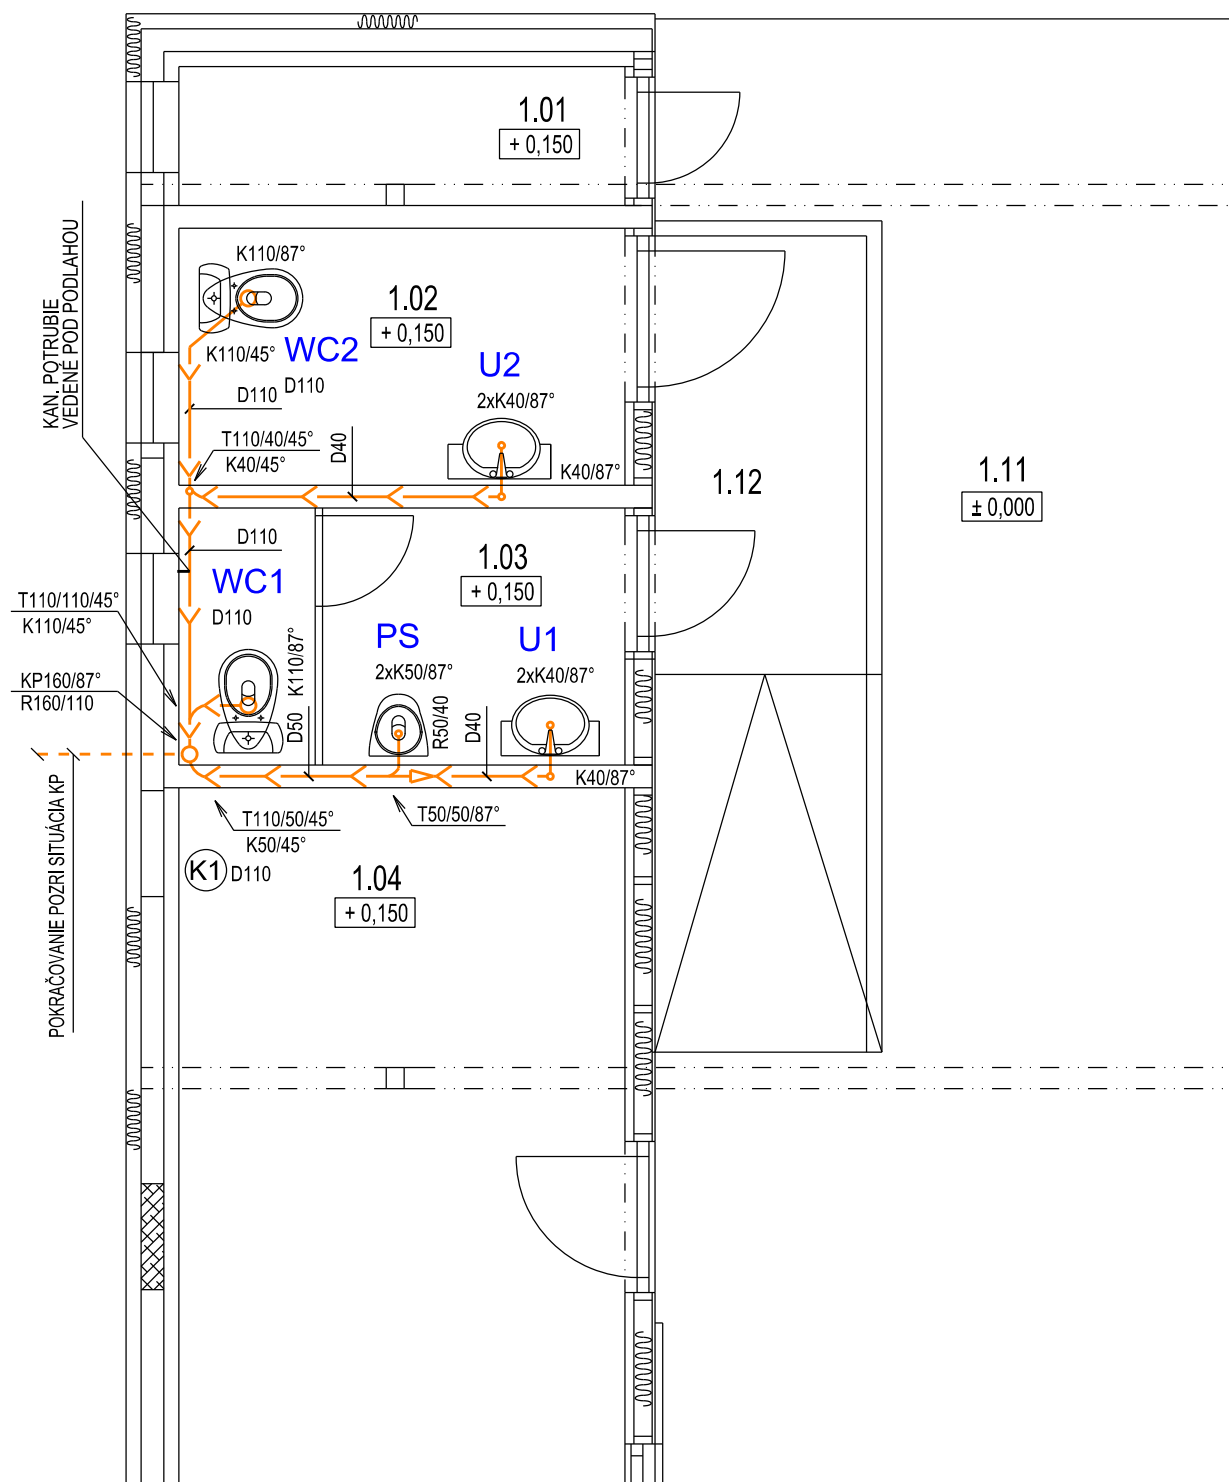 1.01
+ 0,150
KAN. POTRUBIE
VEDENÉ POD PODLAHOU
K110/87°
1.02
+ 0,150
K110/45°
WC2
D110
D110
U2
2xK40/87°
T110/40/45°
K40/45°
D40
K40/87°
1.12
1.11
± 0,000
D110
WC1
D110
1.03
+ 0,150
T110/110/45°
K110/45°
KP160/87°
R160/110
K110/87°
D50
PS
2xK50/87°
R50/40
U1
2xK40/87°
D40
K40/87°
T110/50/45°
K50/45°
T50/50/87°
K1
D110
1.04
+ 0,150
POKRAČOVANIE POZRI SITUÁCIA KP